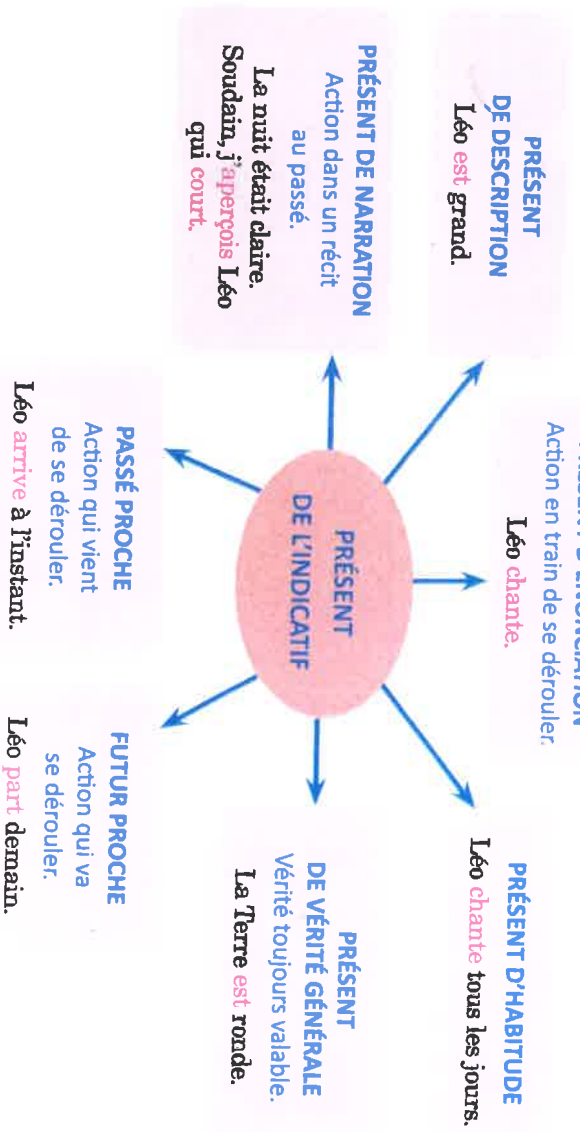 PRÉSENT
DE L'INDICATIF
PRÉSENT
DE DESCRIPTION
Léo est grand.
Action en train de se dérouler.
Léo chante.
PRÉSENT D'HABITUDE
Léo chante tous les jours.
PRÉSENT DE NARRATION
Action dans un récit
au passé.
La nuit était claire.
Soudain, j'aperçois Léo
qui court.
PRÉSENT
DE VÉRITÉ GÉNÉRALE
Vérité toujours valable.
La Terre est ronde.
PASSÉ PROCHE
Action qui vient
de se dérouler.
Léo arrive à l'instant.
FUTUR PROCHE
Action qui va
se dérouler.
Léo part demain.